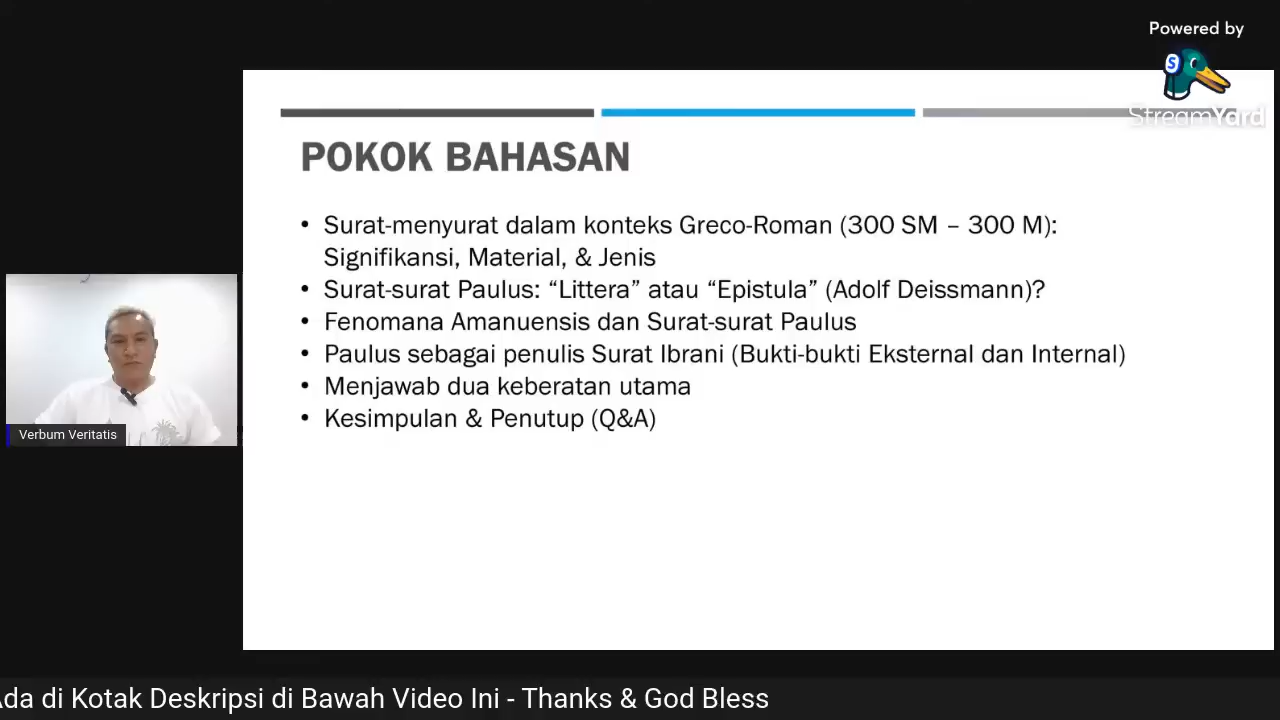 Powered by
StreamYard
POKOK BAHASAN
• Surat-menyurat dalam konteks Greco-Roman (300 SM – 300 M):
Signifikansi, Material, & Jenis
• Surat-surat Paulus: “Littera” atau “Epistula” (Adolf Deissmann)?
• Fenomana Amanuensis dan Surat-surat Paulus
• Paulus sebagai penulis Surat Ibrani (Bukti-bukti Eksternal dan Internal)
• Menjawab dua keberatan utama
• Kesimpulan & Penutup (Q&A)
Verbum Veritatis
di Kotak Deskripsi di Bawah Video Ini - Thanks & God Bless